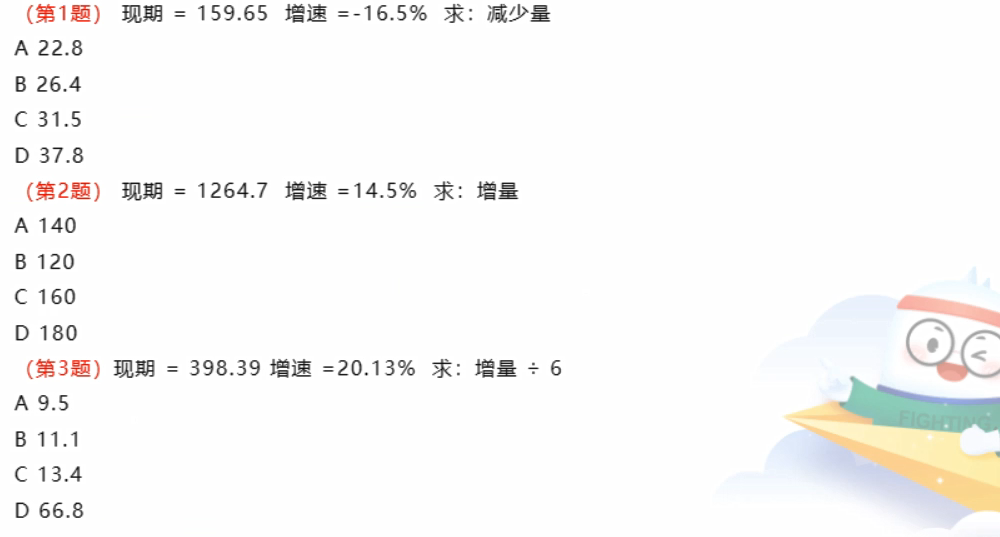 （第1题） 现期 = 159.65 增速 =-16.5% 求：减少量
A 22.8
B 26.4
C 31.5
D 37.8
（第2题） 现期 = 1264.7 增速 =14.5% 求：增量
A 140
B 120
C 160
D 180
（第3题）现期 = 398.39 增速 =20.13% 求：增量 ÷ 6
A 9.5
B 11.1
C 13.4
D 66.8
FIGHTING